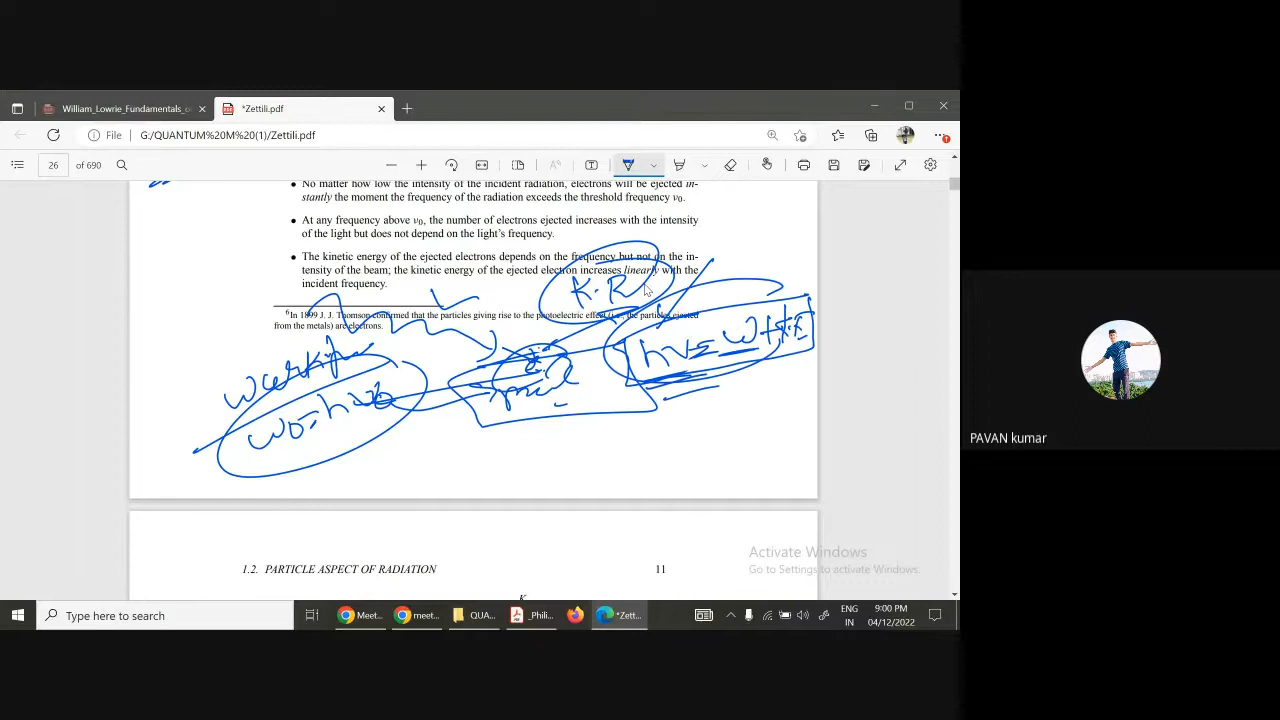 William_Lowrie_Fundamentals_o
*Zettili.pdf
File
G:/QUANTUM%20M%20(1)/Zettili.pdf
26 of 690
• No matter how low the intensity of the incident radiation, electrons will be ejected in-
stantly the moment the frequency of the radiation exceeds the threshold frequency ν0.
• At any frequency above ν0, the number of electrons ejected increases with the intensity
of the light but does not depend on the light's frequency.
• The kinetic energy of the ejected electrons depends on the frequency but not on the in-
tensity of the beam; the kinetic energy of the ejected electron increases linearly with the
incident frequency.
6In 1899 J. J. Thomson confirmed that the particles giving rise to the photoelectric effect (i.e., the particles ejected
from the metals) are electrons.
1.2. PARTICLE ASPECT OF RADIATION 11
K
PAVAN kumar
Activate Windows
Go to Settings to activate Windows.
Type here to search
Meet...
meet...
QUA...
_Phili...
*Zett...
ENG
IN
9:00 PM
04/12/2022